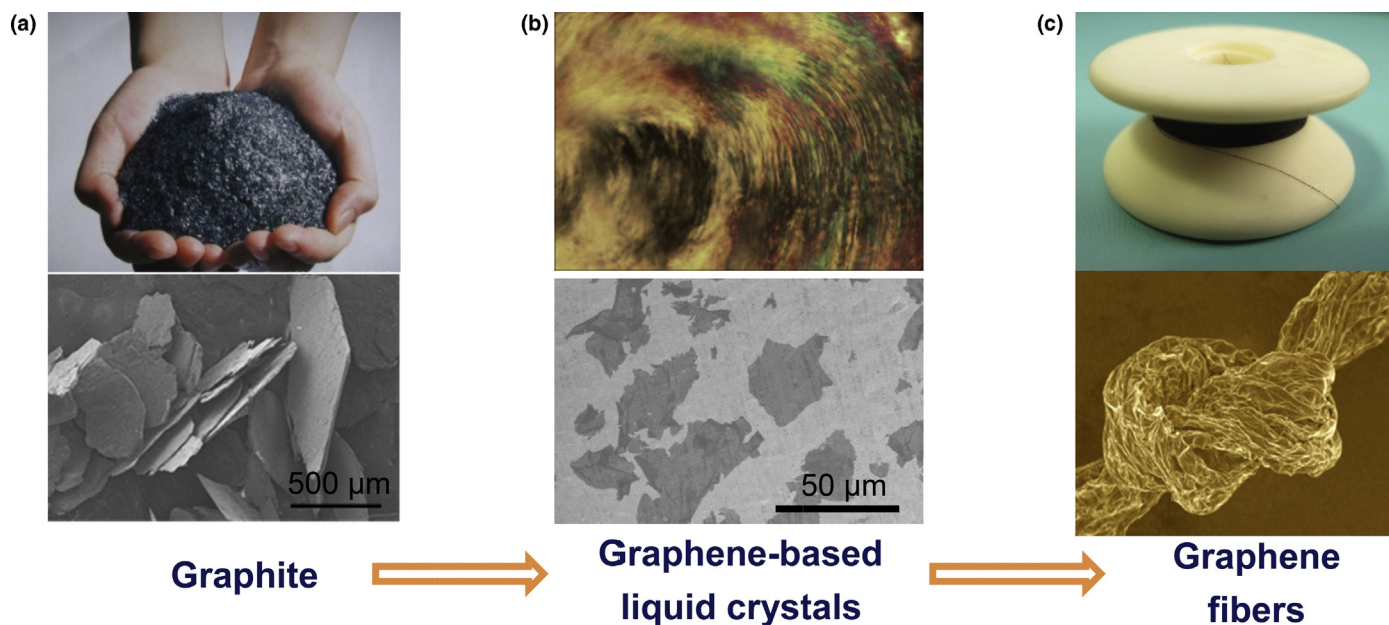 (a)
(b)
(c)
500 μm
50 μm
Graphite
Graphene-based
liquid crystals
Graphene
fibers